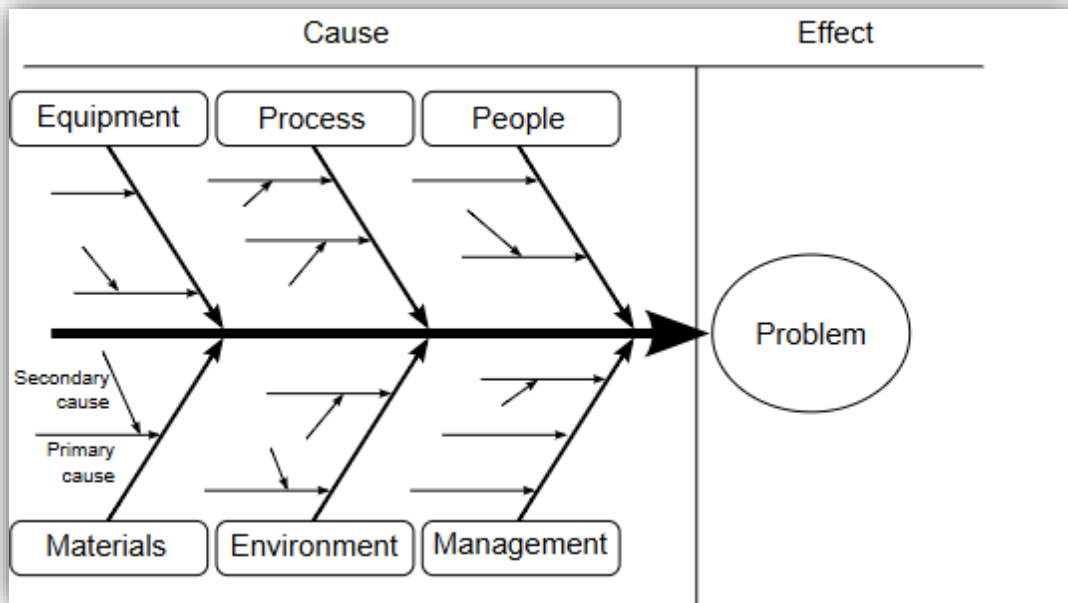 Cause
Effect
Equipment
Process
People
Problem
Secondary
cause
Primary
cause
Materials
Environment
Management